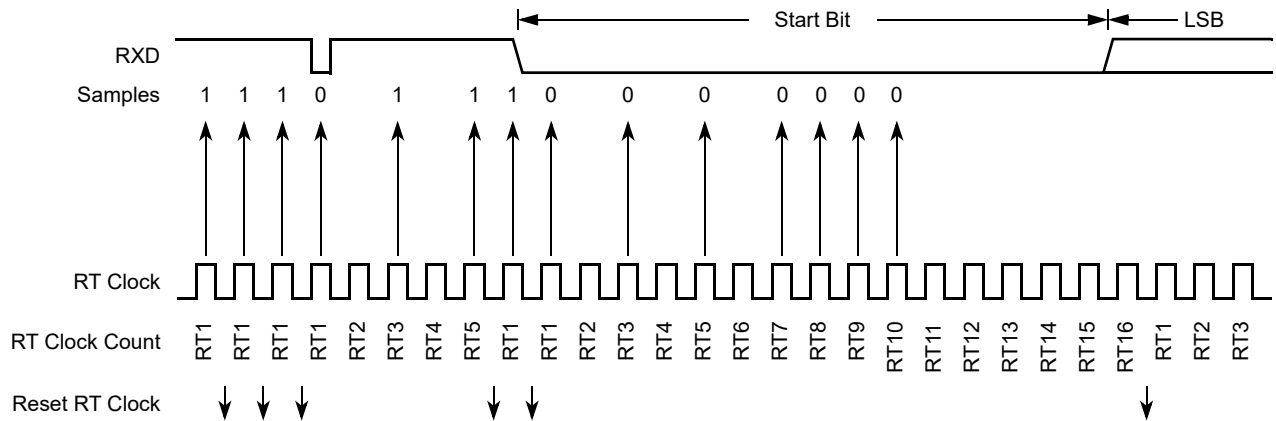 Start Bit LSB
RXD
Samples 1 1 1 0 1 1 1 0 0 0 0 0 0 0
RT Clock
RT Clock Count RT1 RT1 RT1 RT1 RT2 RT3 RT4 RT5 RT1 RT1 RT2 RT3 RT4 RT5 RT6 RT7 RT8 RT9 RT10 RT11 RT12 RT13 RT14 RT15 RT16 RT1 RT2 RT3
Reset RT Clock